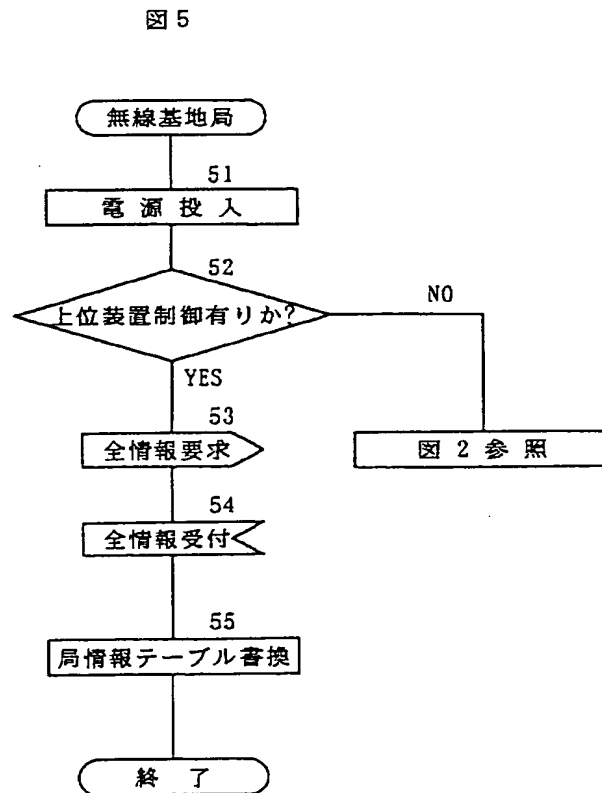 図5
無線基地局
51
電源投入
52
上位装置制御有りか?
NO
YES
53
全情報要求
図2参照
54
全情報受付
55
局情報テーブル書換
終了